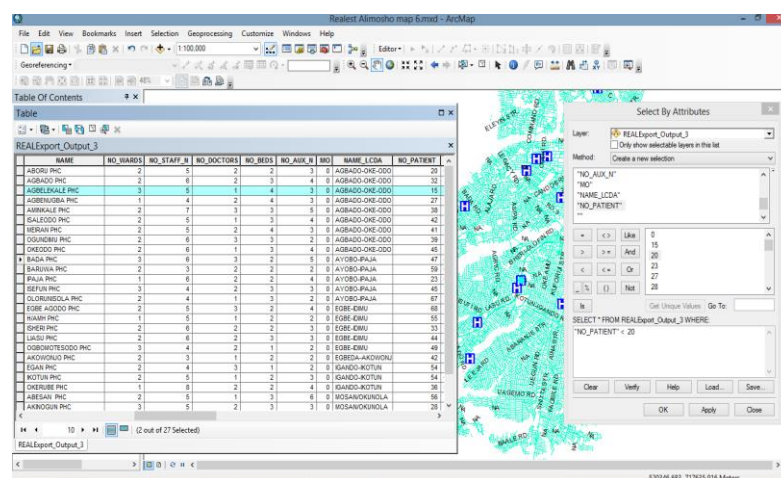 Realest Alimosho map 6.mxd - ArcMap
File Edit View Bookmarks Insert Selection Geoprocessing Customize Windows Help
1:100,000
Editor
Georeferencing
Table Of Contents
Table
REALExport_Output_3
NAME NO_WARDS NO_STAFF_N NO_DOCTORS NO_BEDS NO_AUX_N MO NAME_LCDA NO_PATIENT
ABORU PHC 2 5 2 2 3 0 AGBADO-OKE-ODO 20
AGBADO PHC 2 6 2 3 4 0 AGBADO-OKE-ODO 32
AGBELEKALE PHC 3 5 1 4 3 0 AGBADO-OKE-ODO 15
AGBENUGBA PHC 1 4 2 4 3 0 AGBADO-OKE-ODO 27
AMINKALE PHC 2 7 3 3 5 0 AGBADO-OKE-ODO 38
ISALEODO PHC 2 5 1 3 4 0 AGBADO-OKE-ODO 42
MEIRAN PHC 2 5 2 4 3 0 AGBADO-OKE-ODO 41
OGUNDIMU PHC 2 6 3 3 2 0 AGBADO-OKE-ODO 39
OKEODO PHC 2 6 1 3 4 0 AGBADO-OKE-ODO 45
BADA PHC 3 6 3 2 5 0 AYOBO-IPAJA 47
BARUWA PHC 2 3 2 2 2 0 AYOBO-IPAJA 59
IPAJA PHC 1 6 2 2 4 0 AYOBO-IPAJA 23
ISEFUN PHC 3 4 2 3 3 0 AYOBO-IPAJA 45
OLORUNISOLA PHC 2 4 1 3 2 0 AYOBO-IPAJA 67
EGBE AGODO PHC 2 5 3 2 4 0 EGBE-IDIMU 68
PHC 1 5 1 2 2 0 EGBE-IDIMU 55
ISHERI PHC 2 6 2 2 3 0 EGBE-IDIMU 33
LIASU PHC 2 6 2 3 3 0 EGBE-IDIMU 44
OGBOMOTESODO PHC 3 4 2 1 2 0 EGBE-IDIMU 49
AKOWONJO PHC 2 3 1 2 2 0 EGBEDA-AKOWONJ 42
EGAN PHC 2 4 3 1 2 0 IGANDO-IKOTUN 54
IKOTUN PHC 2 5 1 2 3 0 IGANDO-IKOTUN 54
OKERUBE PHC 1 8 2 2 4 0 IGANDO-IKOTUN 36
ABESAN PHC 2 5 1 3 6 0 MOSAN/OKUNOLA 56
AKINOGUN PHC 3 5 2 3 3 0 MOSAN/OKUNOLA 28
10
(2 out of 27 Selected)
REALExport_Output_3
Select By Attributes
Layer: REALExport_Output_3
Only show selectable layers in this list
Method: Create a new selection
"NO_AUX_N"
"MO"
"NAME_LCDA"
"NO_PATIENT"
= <> Like
> >= And
< <= Or
_ % () Not
0
15
20
23
27
28
Is Get Unique Values Go To:
SELECT * FROM REALExport_Output_3 WHERE:
"NO_PATIENT" < 20
Clear Verify Help Load... Save...
OK Apply Close